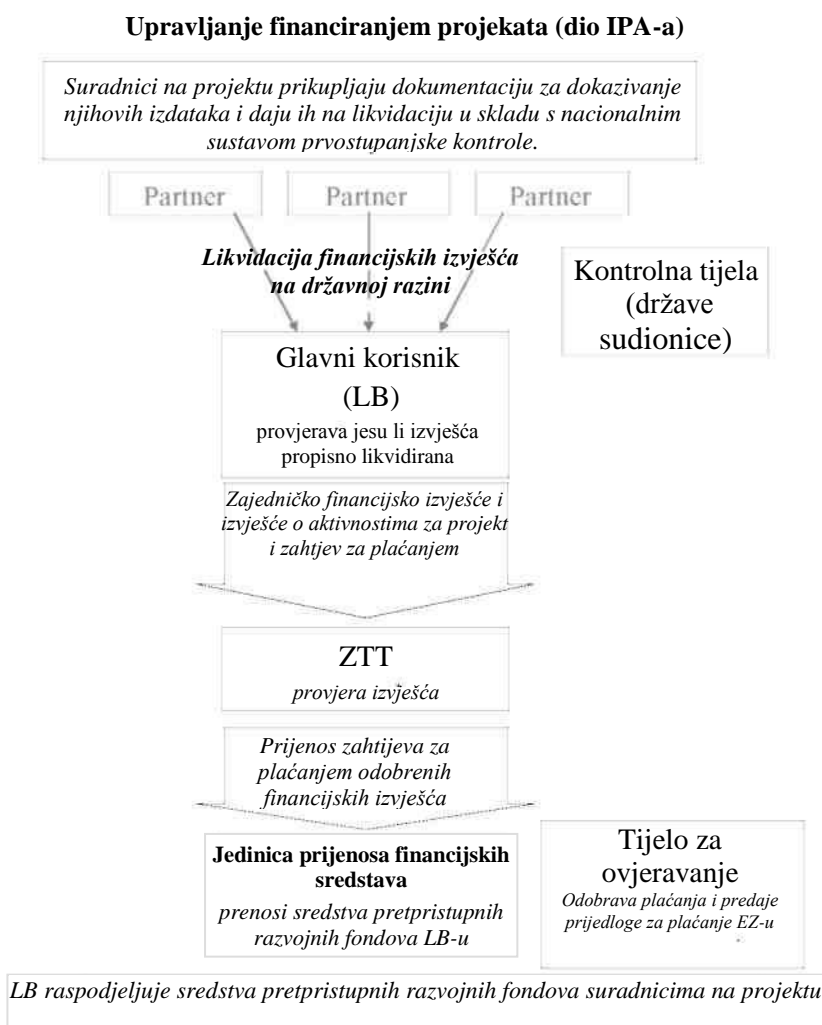 Upravljanje financiranjem projekata (dio IPA-a)
Suradnici na projektu prikupljaju dokumentaciju za dokazivanje
njihovih izdataka i daju ih na likvidaciju u skladu s nacionalnim
sustavom prvostupanjske kontrole.
Partner
Partner
Partner
Likvidacija financijskih izvješća
na državnoj razini
Kontrolna tijela
(države
sudionice)
Glavni korisnik
(LB)
provjerava jesu li izvješća
propisno likvidirana
Zajedničko financijsko izvješće i
izvješće o aktivnostima za projekt
i zahtjev za plaćanjem
ZTT
provjera izvješća
Prijenos zahtijeva za
plaćanjem odobrenih
financijskih izvješća
Jedinica prijenosa financijskih
sredstava
prenosi sredstva pretpristupnih
razvojnih fondova LB-u
Tijelo za
ovjeravanje
Odobrava plaćanja i predaje
prijedloge za plaćanje EZ-u
LB raspodjeljuje sredstva pretpristupnih razvojnih fondova suradnicima na projektu